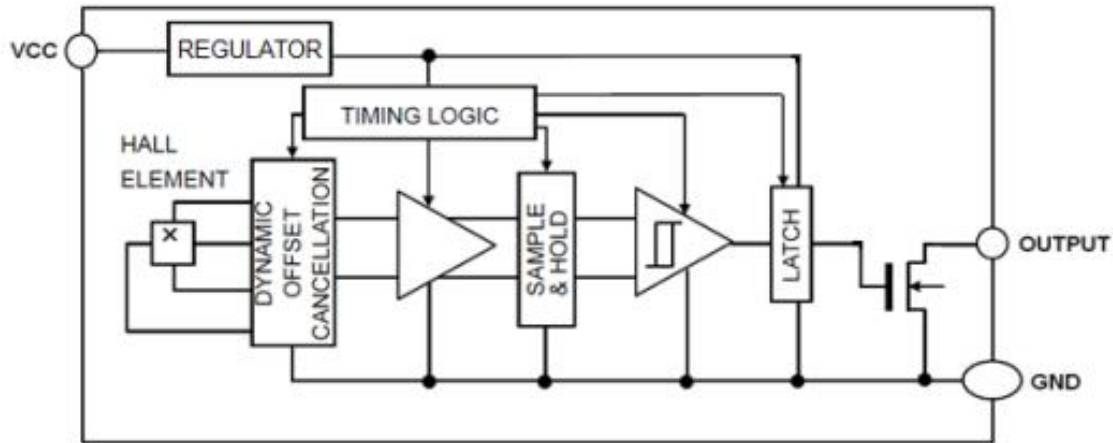 VCC
REGULATOR
TIMING LOGIC
HALL
ELEMENT
×
DYNAMIC
OFFSET
CANCELLATION
SAMPLE
& HOLD
LATCH
OUTPUT
GND